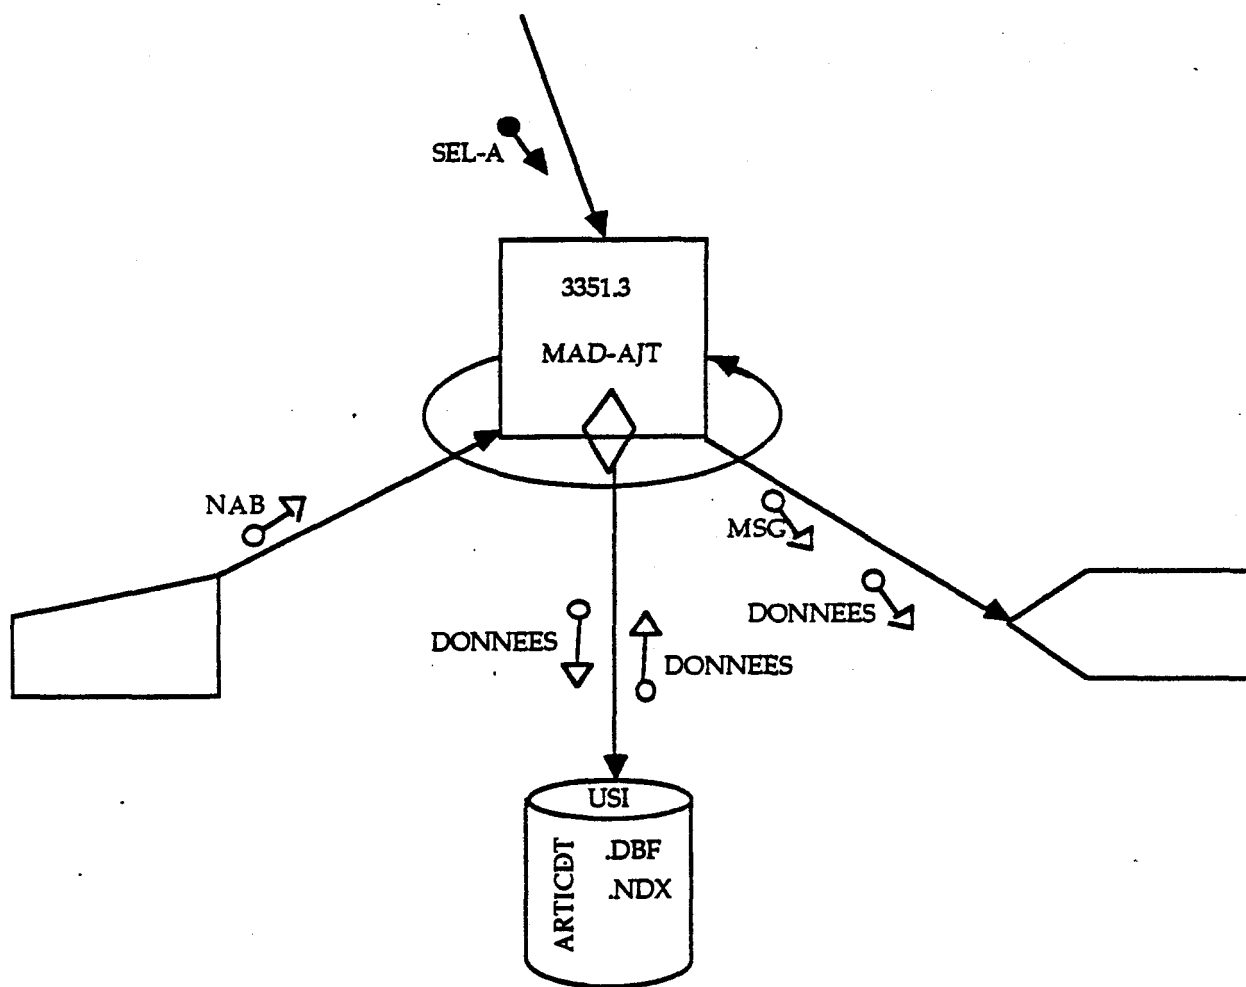 SEL-A
3351.3
MAD-AJT
NAB
MSG
DONNEES
DONNEES
DONNEES
USI
ARTICDT
.DBF
.NDX